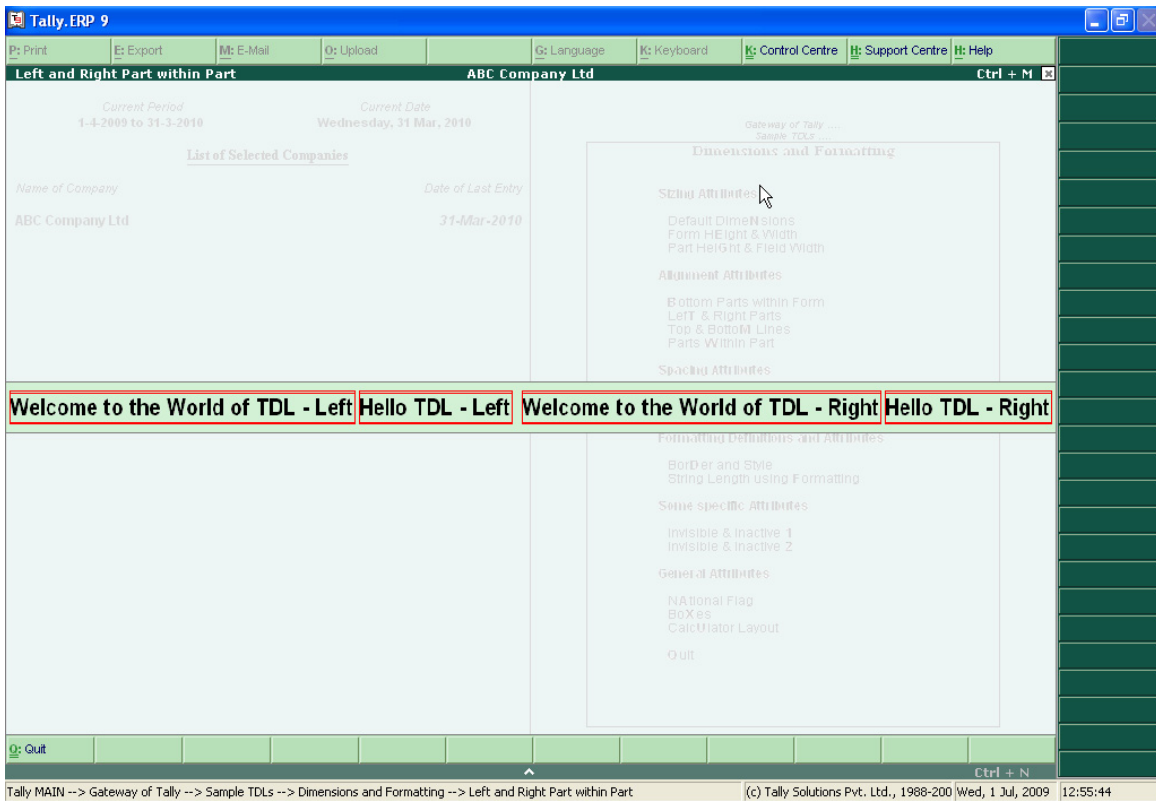 Tally.ERP 9
P: Print E: Export M: E-Mail O: Upload G: Language K: Keyboard K: Control Centre H: Support Centre H: Help
Left and Right Part within Part ABC Company Ltd Ctrl + M
Current Period Current Date
1-4-2009 to 31-3-2010 Wednesday, 31 Mar, 2010
Gateway of Tally ....
Sample TDLs ....
List of Selected Companies
Dimensions and Formatting
Name of Company Date of Last Entry
Sizing Attributes
ABC Company Ltd 31-Mar-2010
Default DimeNsions
Form HEight & Width
Part HeiGht & Field Width
Alignment Attributes
Bottom Parts within Form
LefT & Right Parts
Top & BottoM Lines
Parts Within Part
Spacing Attributes
Welcome to the World of TDL - Left Hello TDL - Left Welcome to the World of TDL - Right Hello TDL - Right
Formatting Definitions and Attributes
BorDer and Style
String Length using Formatting
Some specific Attributes
Invisible & Inactive 1
Invisible & Inactive 2
General Attributes
NAtional Flag
BoXes
CalcUlator Layout
Quit
Q: Quit
Ctrl + N
Tally MAIN --> Gateway of Tally --> Sample TDLs --> Dimensions and Formatting --> Left and Right Part within Part (c) Tally Solutions Pvt. Ltd., 1988-200 Wed, 1 Jul, 2009 12:55:44